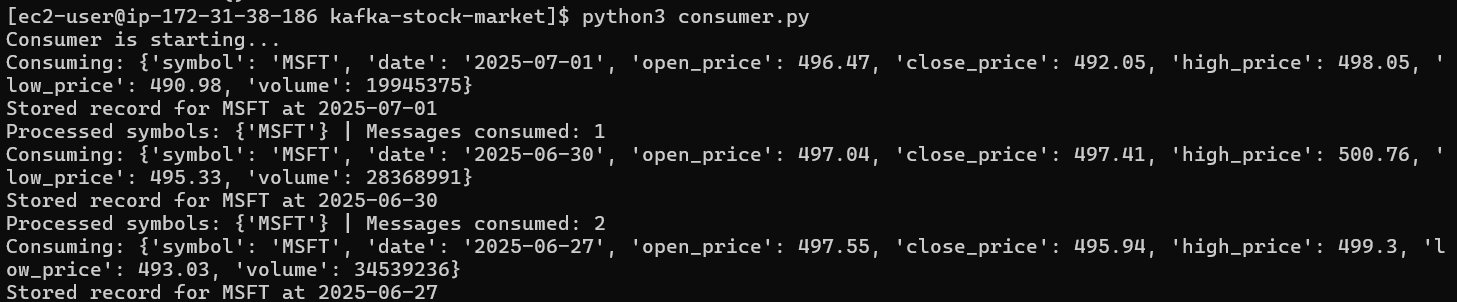 [ec2-user@ip-172-31-38-186 kafka-stock-market]$ python3 consumer.py
Consumer is starting...
Consuming: {'symbol': 'MSFT', 'date': '2025-07-01', 'open_price': 496.47, 'close_price': 492.05, 'high_price': 498.05, '
low_price': 490.98, 'volume': 19945375}
Stored record for MSFT at 2025-07-01
Processed symbols: {'MSFT'} | Messages consumed: 1
Consuming: {'symbol': 'MSFT', 'date': '2025-06-30', 'open_price': 497.04, 'close_price': 497.41, 'high_price': 500.76, '
low_price': 495.33, 'volume': 28368991}
Stored record for MSFT at 2025-06-30
Processed symbols: {'MSFT'} | Messages consumed: 2
Consuming: {'symbol': 'MSFT', 'date': '2025-06-27', 'open_price': 497.55, 'close_price': 495.94, 'high_price': 499.3, 'l
ow_price': 493.03, 'volume': 34539236}
Stored record for MSFT at 2025-06-27